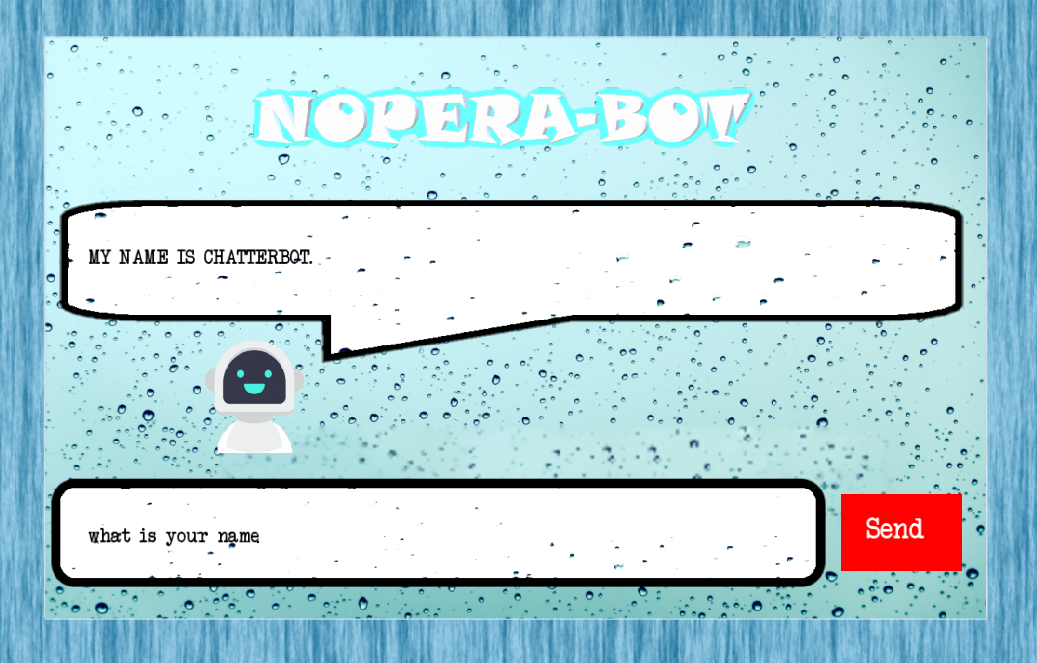 NOPERA-BOT
MY NAME IS CHATTERBOT.
what is your name
Send